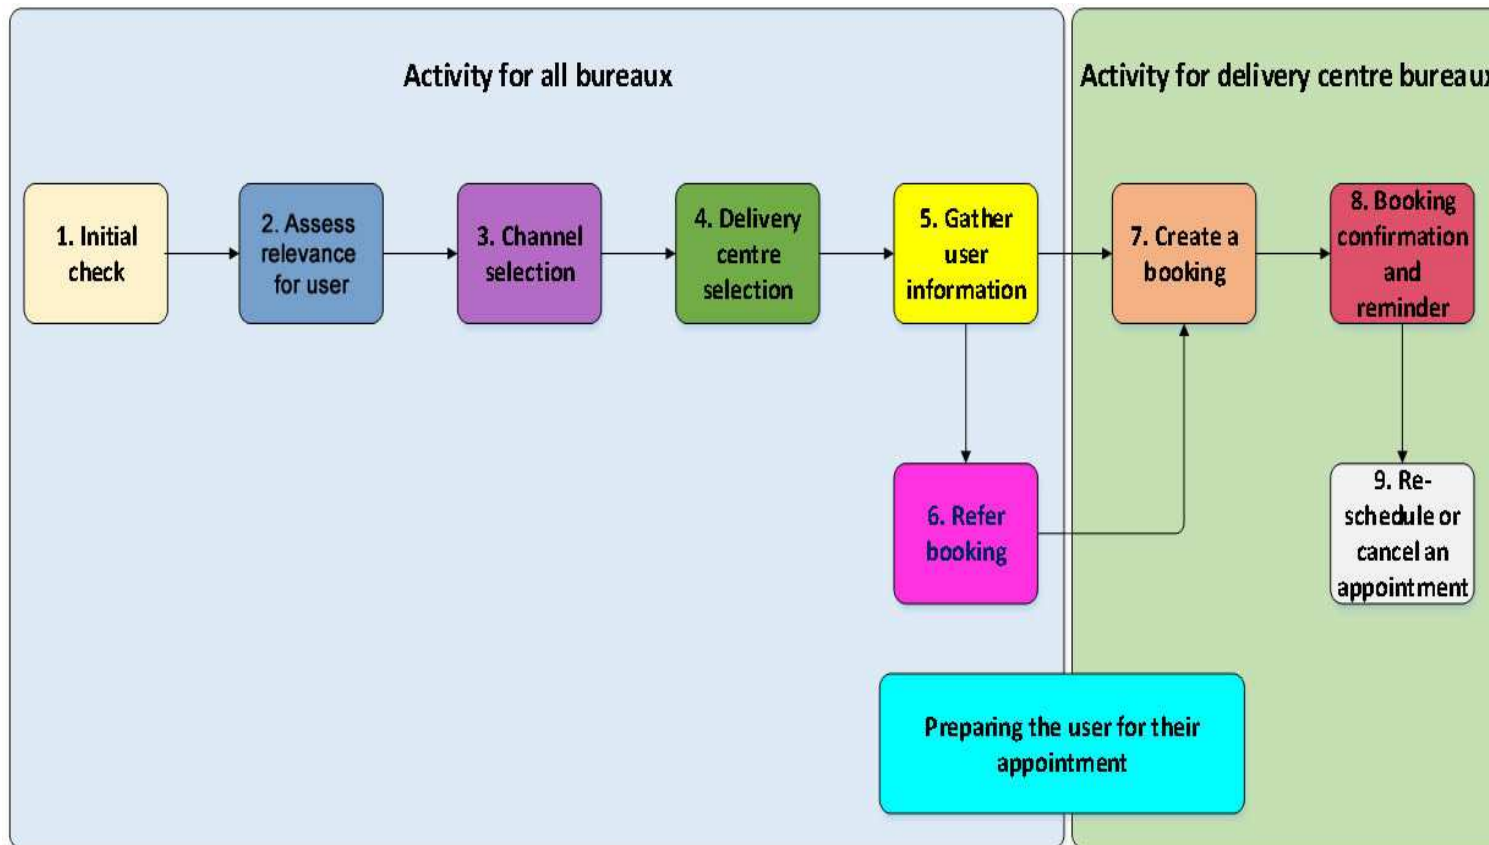 Activity for all bureaux
Activity for delivery centre bureaux
1. Initial
check
2. Assess
relevance
for user
3. Channel
selection
4. Delivery
centre
selection
5. Gather
user
information
7. Create a
booking
8. Booking
confirmation
and
reminder
6. Refer
booking
9. Re-
schedule or
cancel an
appointment
Preparing the user for their
appointment